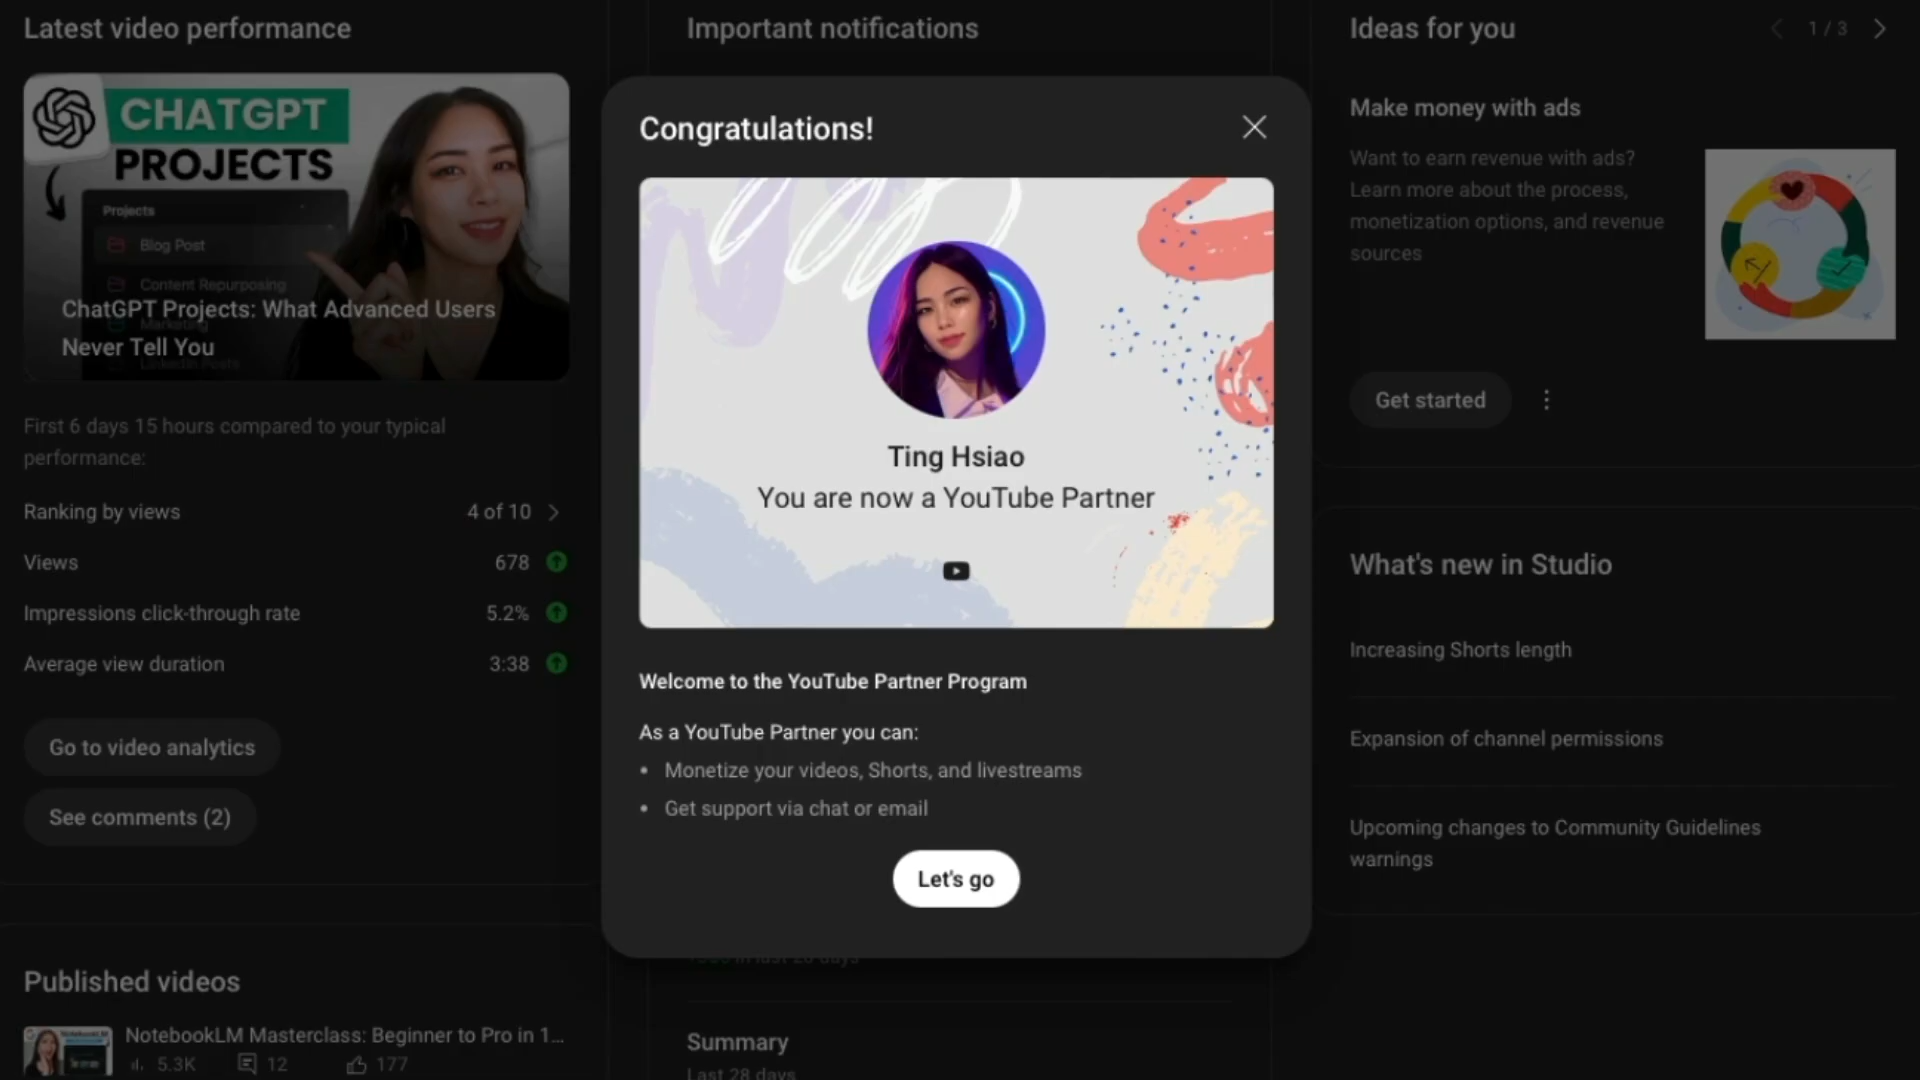 Latest video performance
CHATGPT
PROJECTS
Projects
Blog Post
Content Repurposing
Marketing
LinkedIn Posts
ChatGPT Projects: What Advanced Users
Never Tell You
First 6 days 15 hours compared to your typical
performance:
Ranking by views 4 of 10
Views 678
Impressions click-through rate 5.2%
Average view duration 3:38
Go to video analytics
See comments (2)
Published videos
NotebookLM Masterclass: Beginner to Pro in 1...
5.3K 12 177
Important notifications
Congratulations!
Ting Hsiao
You are now a YouTube Partner
Welcome to the YouTube Partner Program
As a YouTube Partner you can:
• Monetize your videos, Shorts, and livestreams
• Get support via chat or email
Let's go
in last 28 days
Summary
Last 28 days
Ideas for you
1 / 3
Make money with ads
Want to earn revenue with ads?
Learn more about the process,
monetization options, and revenue
sources
Get started
What's new in Studio
Increasing Shorts length
Expansion of channel permissions
Upcoming changes to Community Guidelines
warnings